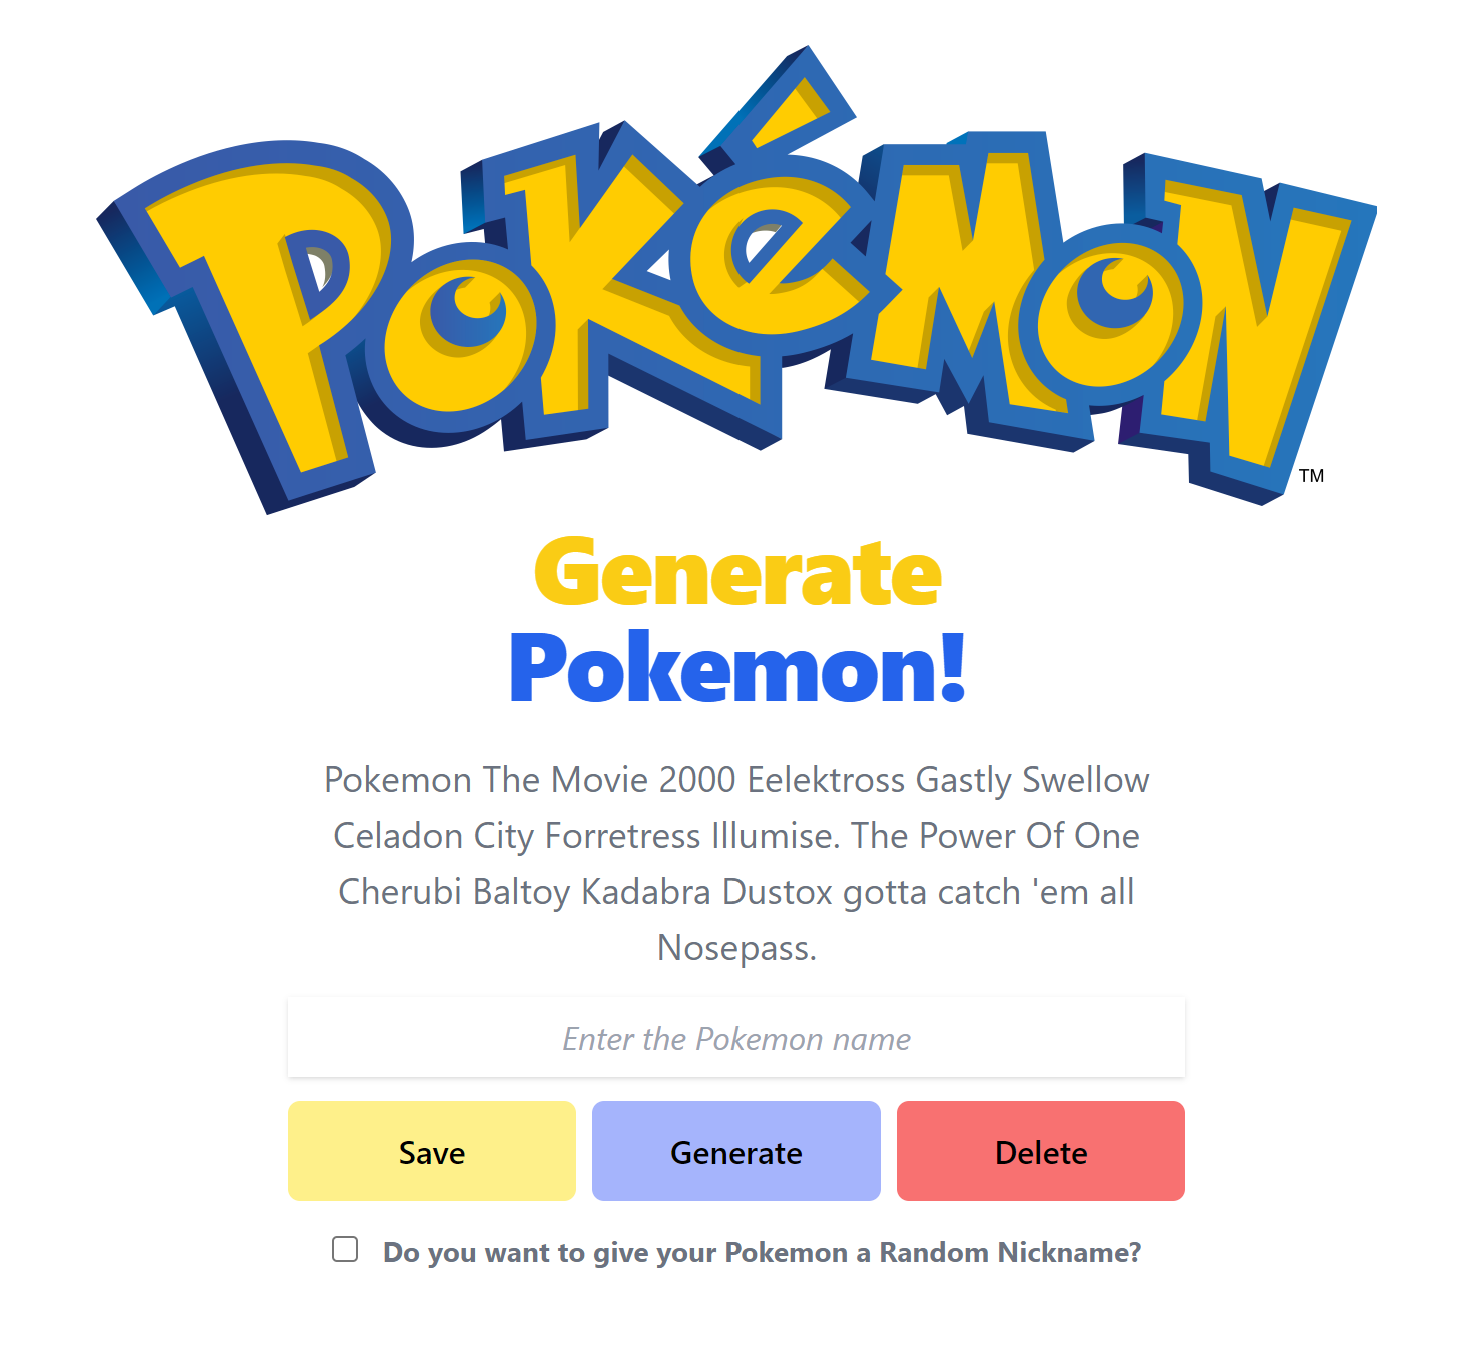 Pokémon
TM
Generate
Pokemon!
Pokemon The Movie 2000 Eelektross Gastly Swellow
Celadon City Forretress Illumise. The Power Of One
Cherubi Baltoy Kadabra Dustox gotta catch 'em all
Nosepass.
Enter the Pokemon name
Save
Generate
Delete
Do you want to give your Pokemon a Random Nickname?